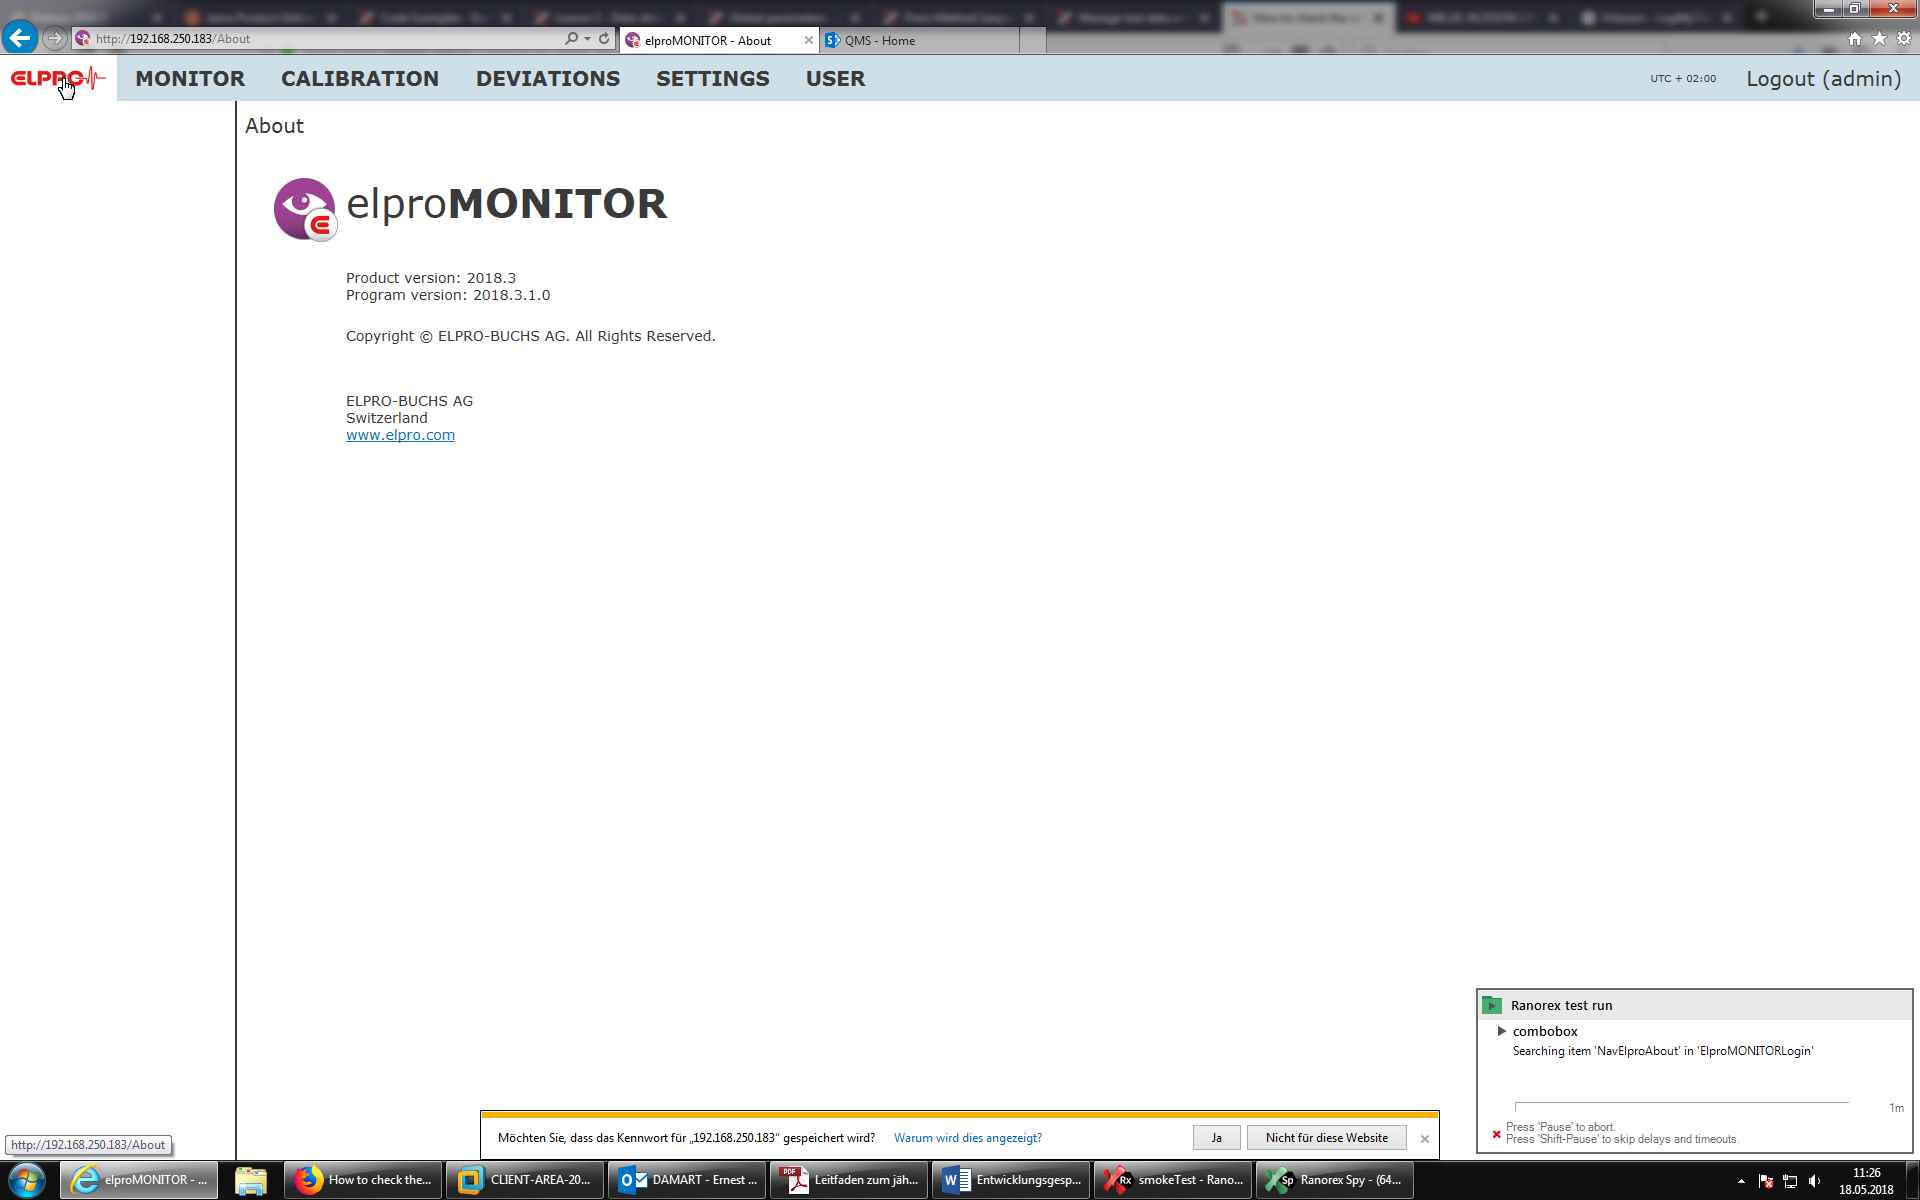 http://192.168.250.183/About
elproMONITOR - About
QMS - Home
ELPRO
MONITOR
CALIBRATION
DEVIATIONS
SETTINGS
USER
UTC + 02:00
Logout (admin)
About
elproMONITOR
Product version: 2018.3
Program version: 2018.3.1.0
Copyright © ELPRO-BUCHS AG. All Rights Reserved.
ELPRO-BUCHS AG
Switzerland
www.elpro.com
Ranorex test run
combobox
Searching item 'NavElproAbout' in 'ElproMONITORLogin'
1m
Press 'Pause' to abort.
Press 'Shift-Pause' to skip delays and timeouts.
Möchten Sie, dass das Kennwort für „192.168.250.183“ gespeichert wird?
Warum wird dies angezeigt?
Ja
Nicht für diese Website
http://192.168.250.183/About
elproMONITOR - ...
How to check the...
CLIENT-AREA-20...
DAMART - Ernest ...
Leitfaden zum jäh...
Entwicklungsgesp...
smokeTest - Rano...
Ranorex Spy - (64...
11:26
18.05.2018